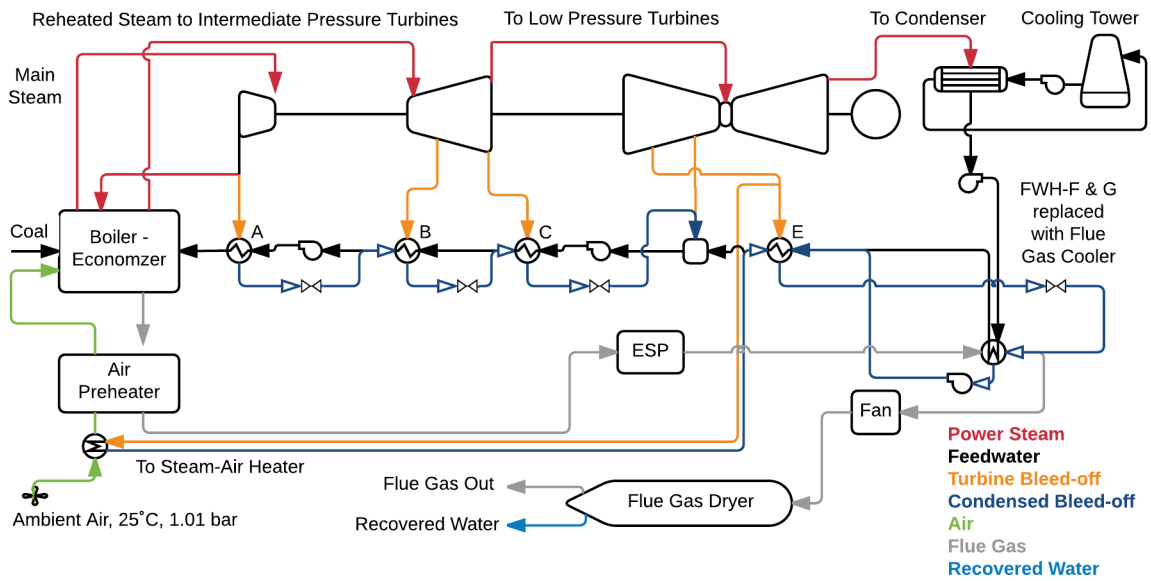 Reheated Steam to Intermediate Pressure Turbines
To Low Pressure Turbines
To Condenser
Cooling Tower
Main
Steam
Coal
Boiler -
Economzer
A
B
C
E
FWH-F & G
replaced
with Flue
Gas Cooler
Air
Preheater
ESP
Fan
To Steam-Air Heater
Ambient Air, 25˚C, 1.01 bar
Flue Gas Out
Recovered Water
Flue Gas Dryer
Power Steam
Feedwater
Turbine Bleed-off
Condensed Bleed-off
Air
Flue Gas
Recovered Water